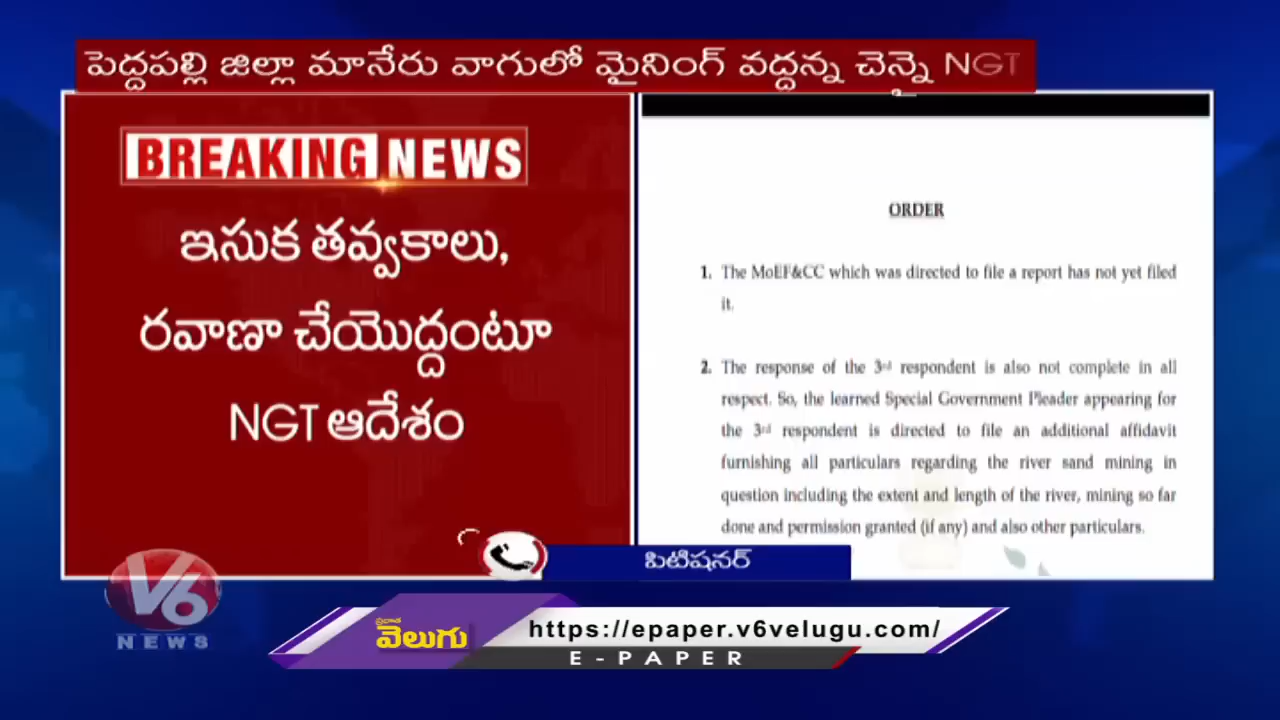 పెద్దపల్లి జిల్లా మానేరు వాగులో మైనింగ్ వద్దన్న చెన్నై NGT
BREAKING NEWS
ఇసుక తవ్వకాలు,
రవాణా చేయొద్దంటూ
NGT ఆదేశం
ORDER
1. The MoEF&CC which was directed to file a report has not yet filed
it.
2. The response of the 3rd respondent is also not complete in all
respect. So, the learned Special Government Pleader appearing for
the 3rd respondent is directed to file an additional affidavit
furnishing all particulars regarding the river sand mining in
question including the extent and length of the river, mining so far
done and permission granted (if any) and also other particulars.
పిటిషనర్
V6
NEWS
ప్రభాత
వెలుగు
https://epaper.v6velugu.com/
E-PAPER